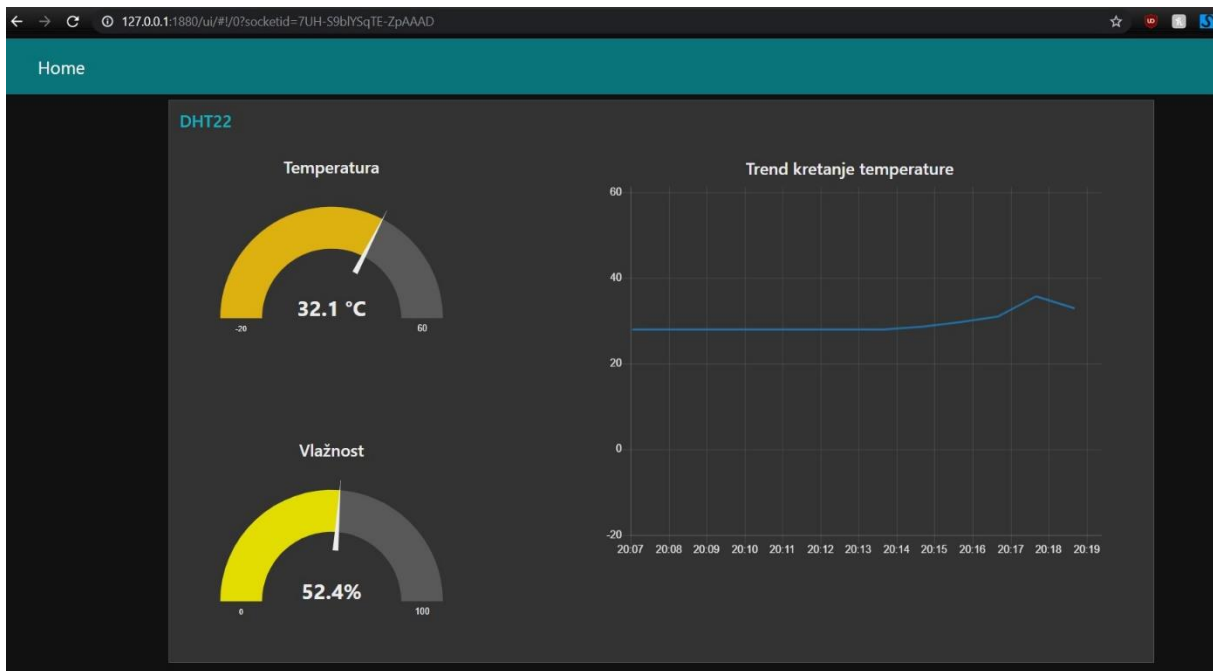 127.0.0.1:1880/ui/#!/0?socketid=7UH-S9blYSqTE-ZpAAAD
Home
DHT22
Temperatura
32.1 °C
-20
60
Vlažnost
52.4%
0
100
Trend kretanje temperature
60
40
20
0
-20
20:07 20:08 20:09 20:10 20:11 20:12 20:13 20:14 20:15 20:16 20:17 20:18 20:19